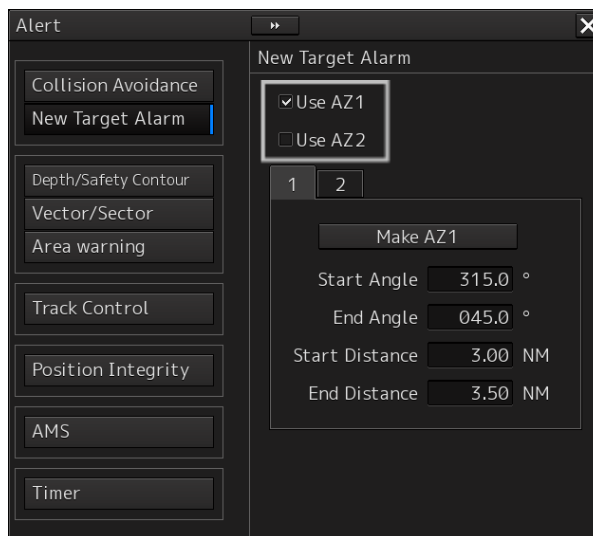 Alert
New Target Alarm
Collision Avoidance
New Target Alarm
Depth/Safety Contour
Vector/Sector
Area warning
Track Control
Position Integrity
AMS
Timer
Use AZ1
Use AZ2
1 2
Make AZ1
Start Angle 315.0 °
End Angle 045.0 °
Start Distance 3.00 NM
End Distance 3.50 NM